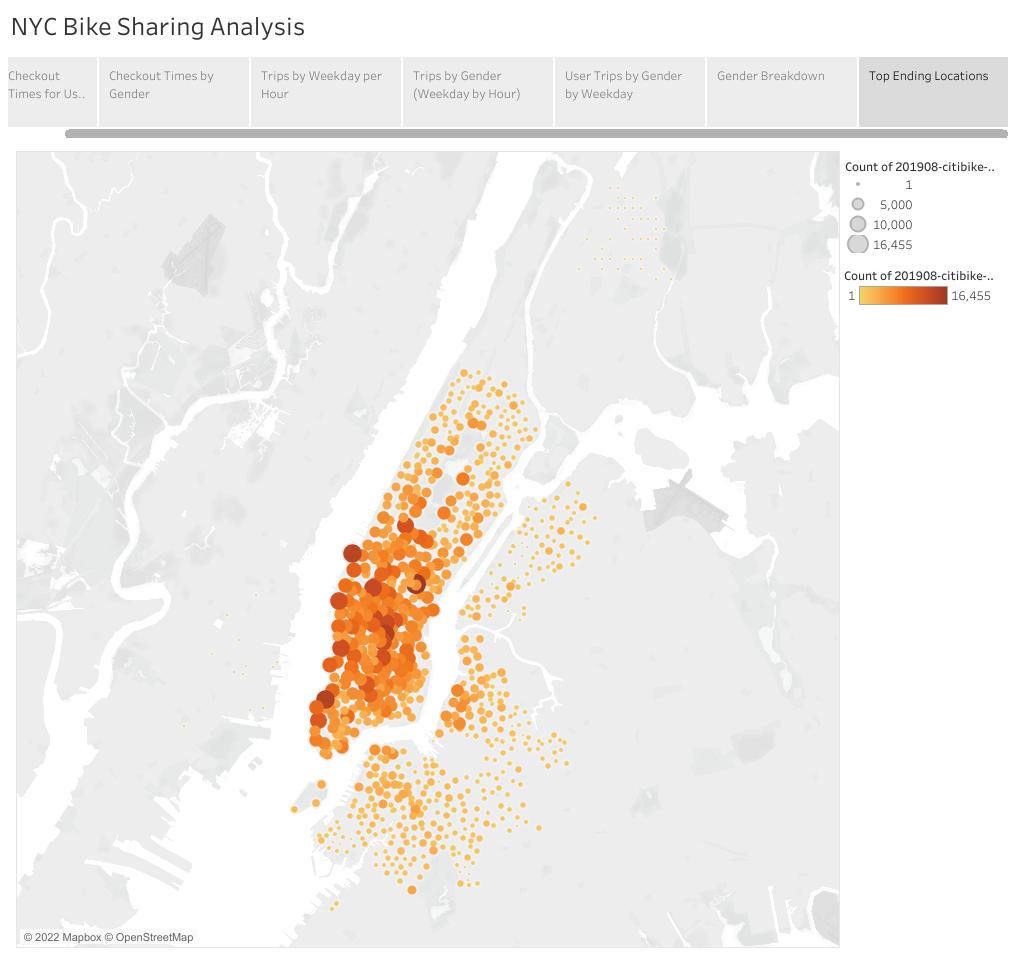 NYC Bike Sharing Analysis
Checkout
Times for Us..
Checkout Times by
Gender
Trips by Weekday per
Hour
Trips by Gender
(Weekday by Hour)
User Trips by Gender
by Weekday
Gender Breakdown
Top Ending Locations
Count of 201908-citibike-..
1
5,000
10,000
16,455
Count of 201908-citibike-..
1 16,455
© 2022 Mapbox © OpenStreetMap